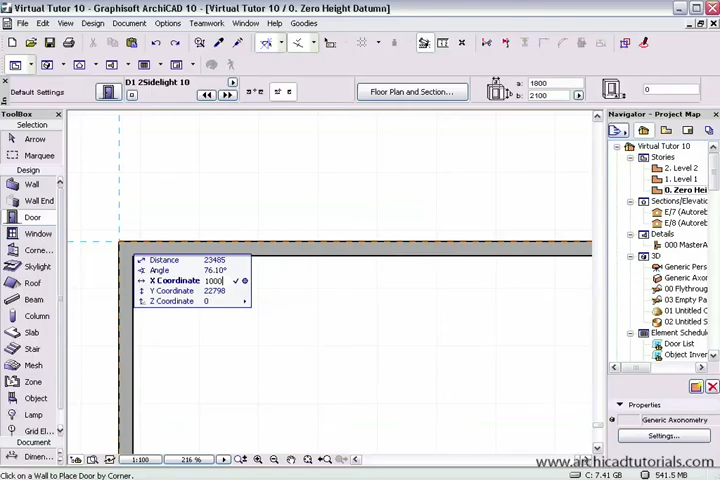 Virtual Tutor 10 - Graphisoft ArchiCAD 10 - [Virtual Tutor 10 / 0. Zero Height Datumn]
File Edit View Design Document Options Teamwork Window Help Goodies
Default Settings
D1 2Sidelight 10
Floor Plan and Section...
a: 1800
b: 2100
0
ToolBox
Selection
Arrow
Marquee
Design
Wall
Wall End
Door
Window
Corne...
Skylight
Roof
Beam
Column
Slab
Stair
Mesh
Zone
Object
Lamp
Grid El...
Document
Dimen...
Distance 23485
Angle 76.10°
X Coordinate 1000
Y Coordinate 22798
Z Coordinate 0
1:100
216 %
Navigator - Project Map
Virtual Tutor 10
Stories
2. Level 2
1. Level 1
0. Zero Hei
Sections/Elevatio
E/7 (Autoreb
E/8 (Autoreb
Details
000 MasterA
3D
Generic Pers
Generic Axo
00 Flythroug
03 Empty Pa
01 Untitled C
02 Untitled S
Element Schedule
Door List
Object Inver
Properties
Generic Axonometry
Settings...
www.archicadtutorials.com
Click on a Wall to Place Door by Corner.
C: 7.41 GB
541.5 MB